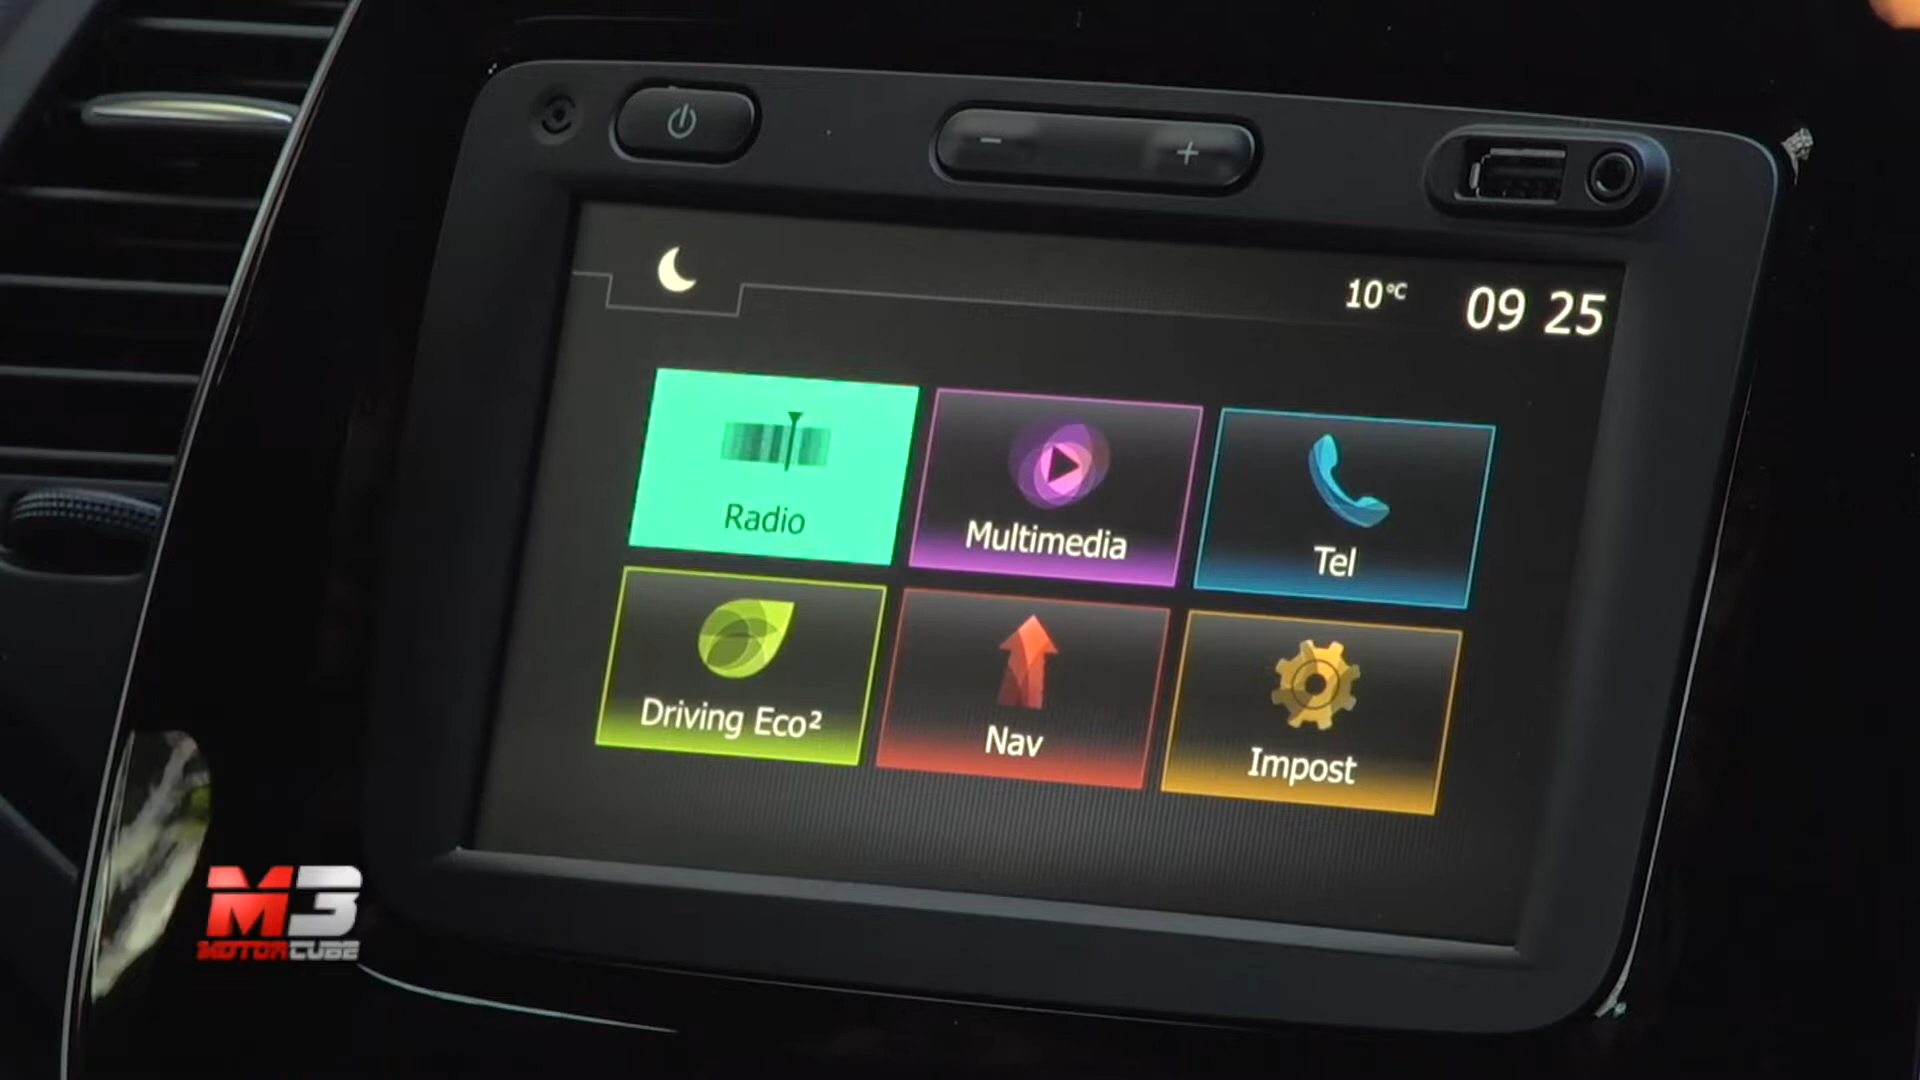 10°C
09 25
Radio
Multimedia
Tel
Driving Eco²
Nav
Impost
M3
MOTORCUBE